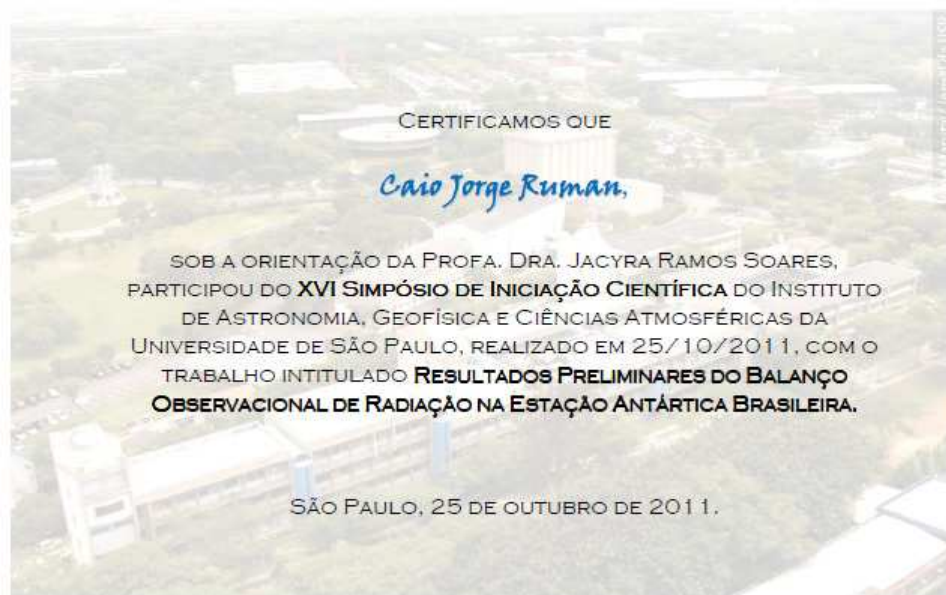 CERTIFICAMOS QUE
Caio Jorge Ruman,
SOB A ORIENTAÇÃO DA PROFA. DRA. JACYRA RAMOS SOARES,
PARTICIPOU DO XVI SIMPÓSIO DE INICIAÇÃO CIENTÍFICA DO INSTITUTO
DE ASTRONOMIA, GEOFÍSICA E CIÊNCIAS ATMOSFÉRICAS DA
UNIVERSIDADE DE SÃO PAULO, REALIZADO EM 25/10/2011, COM O
TRABALHO INTITULADO RESULTADOS PRELIMINARES DO BALANÇO
OBSERVACIONAL DE RADIAÇÃO NA ESTAÇÃO ANTÁRTICA BRASILEIRA.
SÃO PAULO, 25 DE OUTUBRO DE 2011.